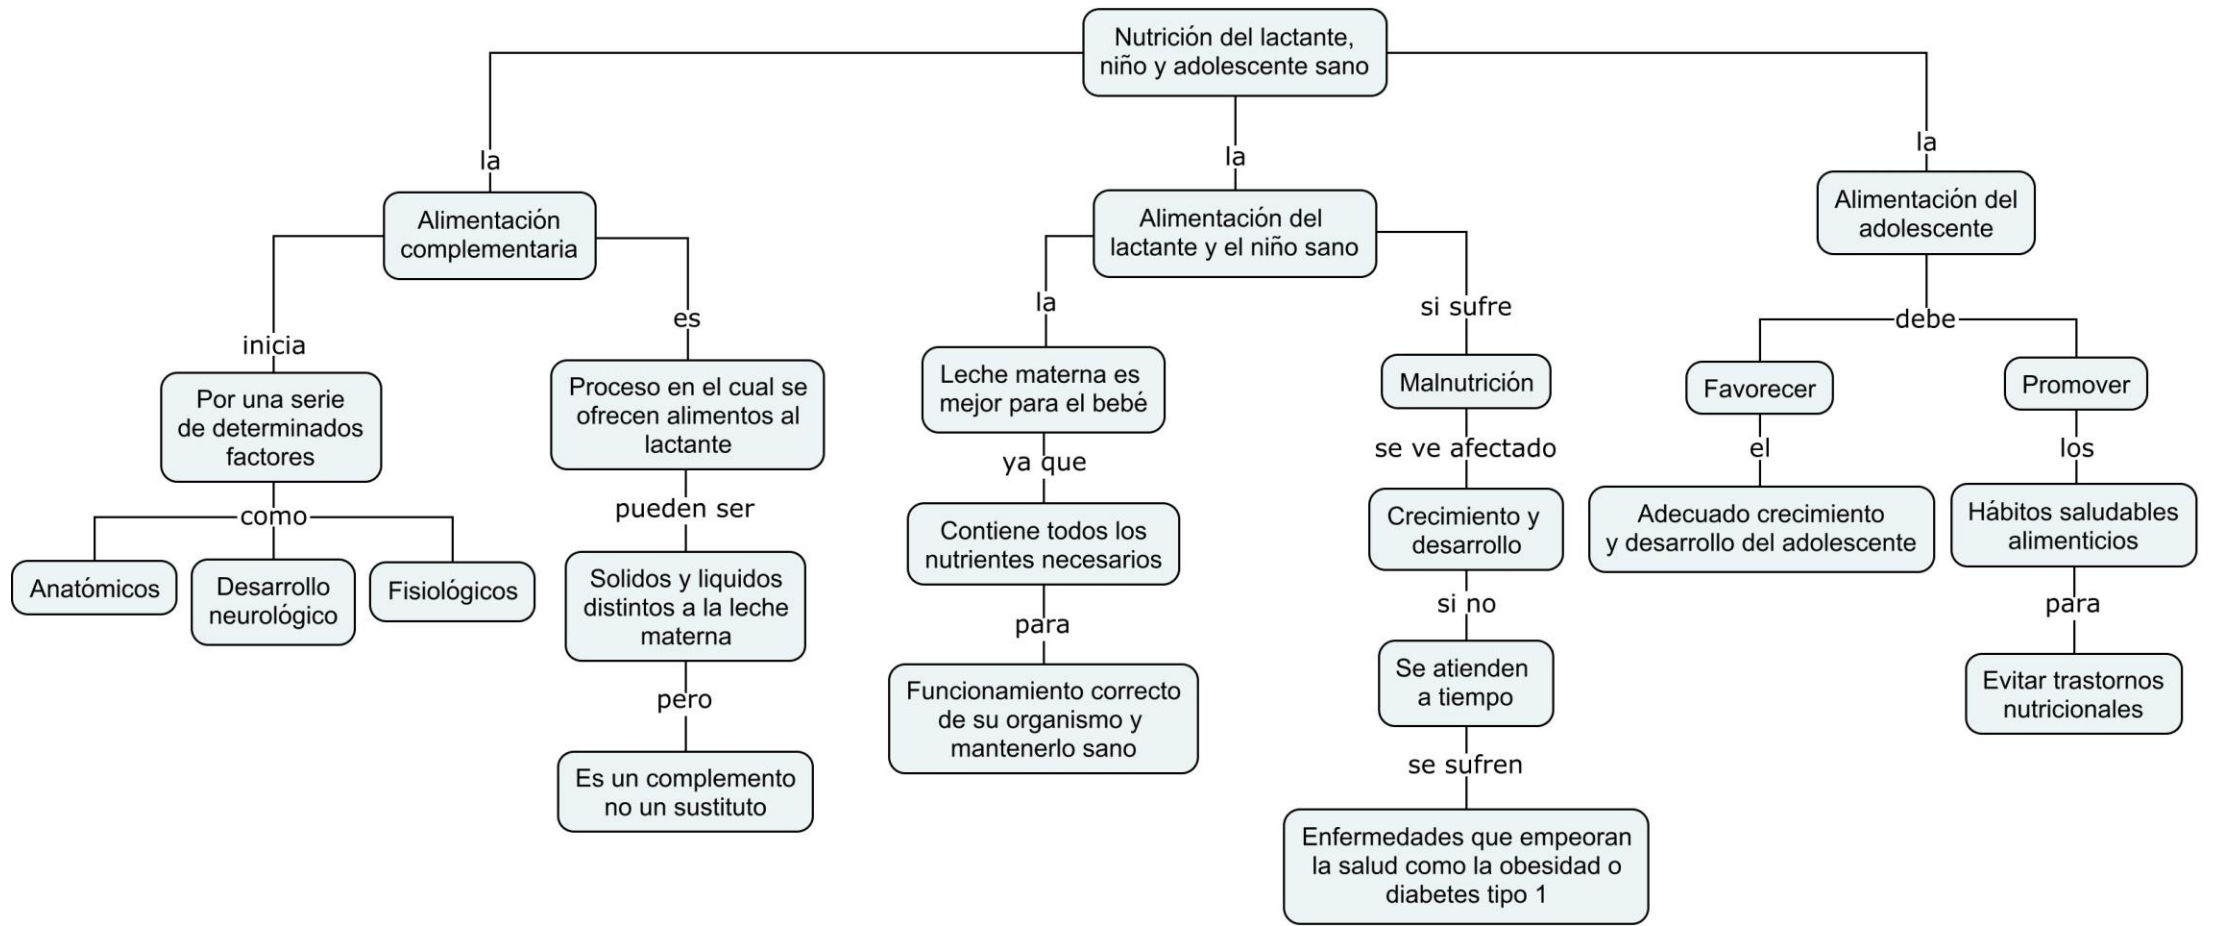 Nutrición del lactante,
niño y adolescente sano
la
Alimentación
complementaria
inicia
Por una serie
de determinados
factores
como
Anatómicos
Desarrollo
neurológico
Fisiológicos
es
Proceso en el cual se
ofrecen alimentos al
lactante
pueden ser
Solidos y liquidos
distintos a la leche
materna
pero
Es un complemento
no un sustituto
la
Alimentación del
lactante y el niño sano
la
Leche materna es
mejor para el bebé
ya que
Contiene todos los
nutrientes necesarios
para
Funcionamiento correcto
de su organismo y
mantenerlo sano
si sufre
Malnutrición
se ve afectado
Crecimiento y
desarrollo
si no
Se atienden
a tiempo
se sufren
Enfermedades que empeoran
la salud como la obesidad o
diabetes tipo 1
la
Alimentación del
adolescente
debe
Favorecer
el
Adecuado crecimiento
y desarrollo del adolescente
Promover
los
Hábitos saludables
alimenticios
para
Evitar trastornos
nutricionales